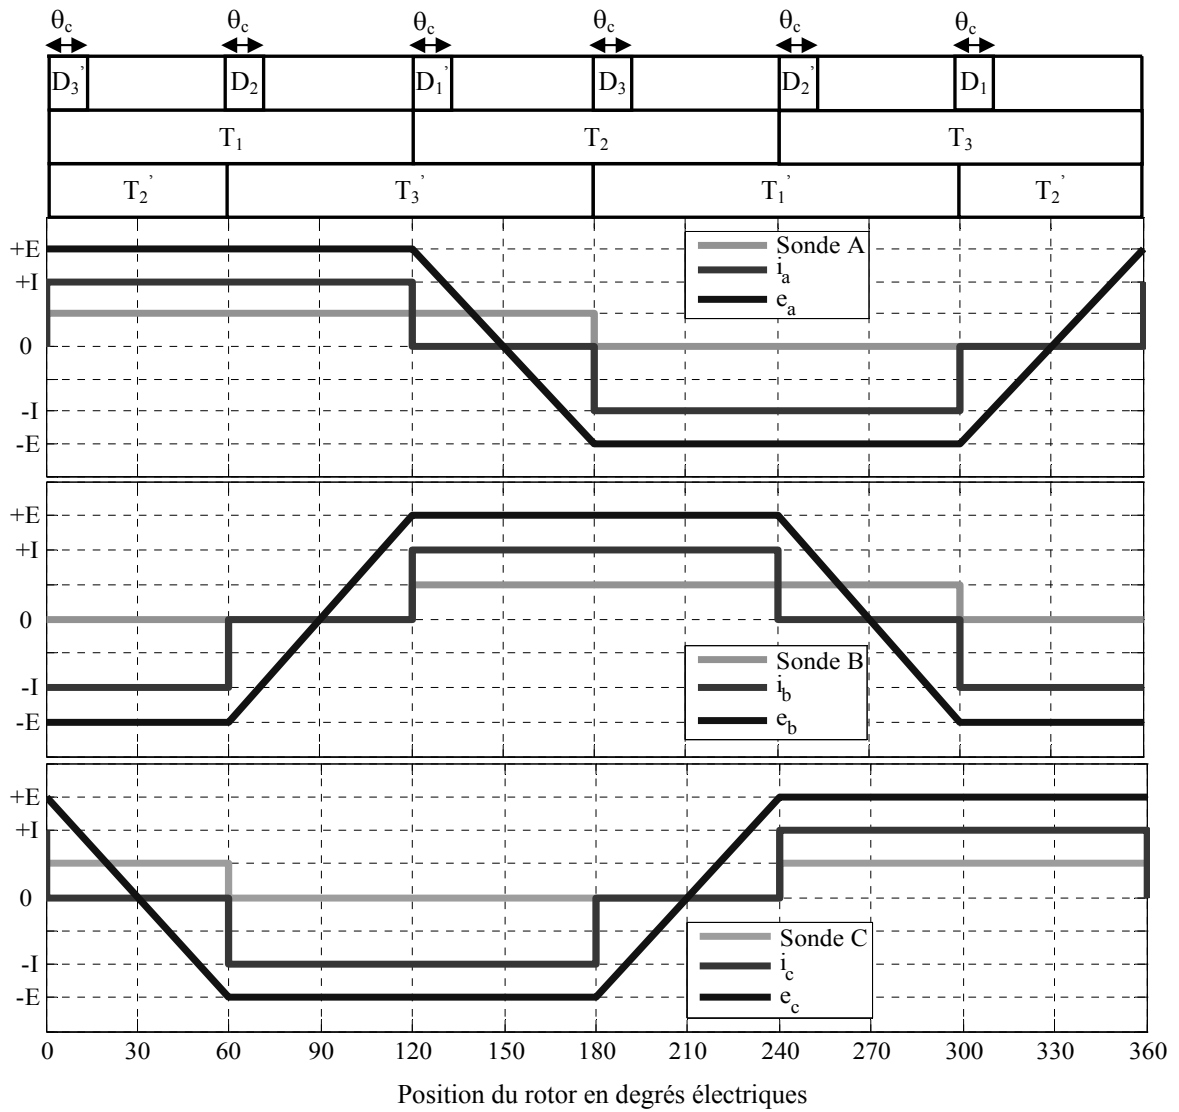 θc θc θc θc θc θc
D3' D2 D1' D3 D2' D1
T1 T2 T3
T2' T3' T1' T2'
+E
+I
0
-I
-E
Sonde A
ia
ea
+E
+I
0
-I
-E
Sonde B
ib
eb
+E
+I
0
-I
-E
Sonde C
ic
ec
0 30 60 90 120 150 180 210 240 270 300 330 360
Position du rotor en degrés électriques